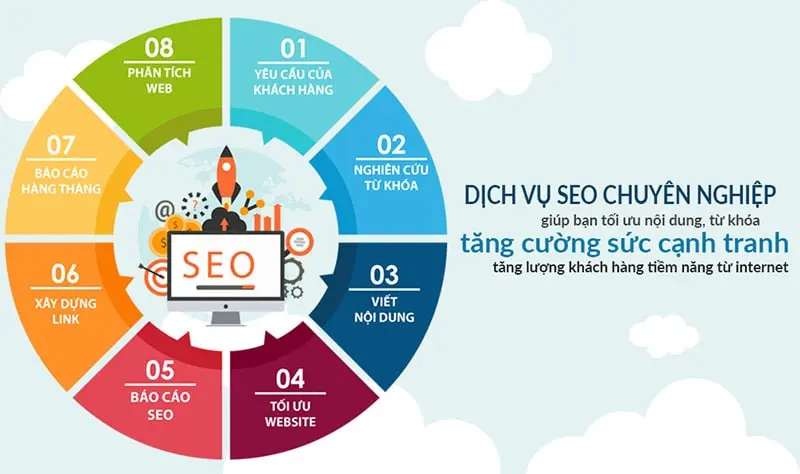 01
YÊU CẦU CỦA
KHÁCH HÀNG
02
NGHIÊN CỨU
TỪ KHÓA
03
VIẾT
NỘI DUNG
04
TỐI ƯU
WEBSITE
05
BÁO CÁO
SEO
06
XÂY DỰNG
LINK
07
BÁO CÁO
HÀNG THÁNG
08
PHÂN TÍCH
WEB
@
?
$
$
SEO
DỊCH VỤ SEO CHUYÊN NGHIỆP
giúp bạn tối ưu nội dung, từ khóa
tăng cường sức cạnh tranh
tăng lượng khách hàng tiềm năng từ internet